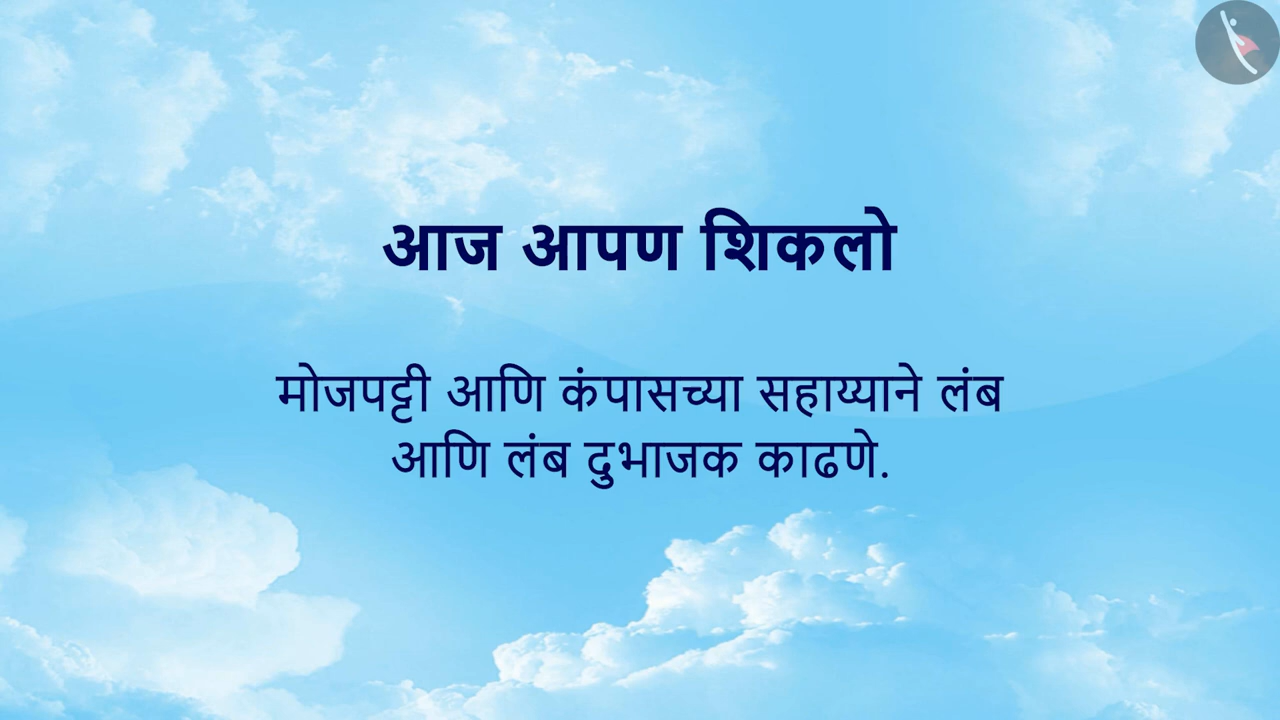 आज आपण शिकलो
मोजपट्टी आणि कंपासच्या सहाय्याने लंब
आणि लंब दुभाजक काढणे.